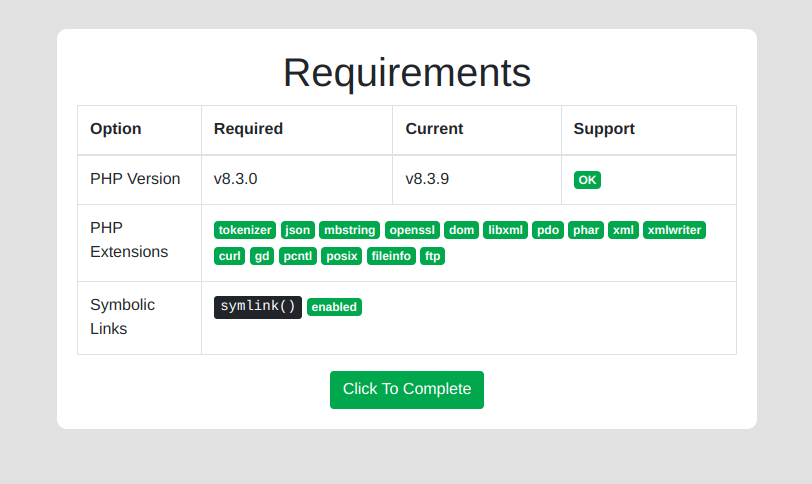 Requirements
Option Required Current Support
PHP Version v8.3.0 v8.3.9 OK
PHP Extensions
tokenizer json mbstring openssl dom libxml pdo phar xml xmlwriter
curl gd pcntl posix fileinfo ftp
Symbolic Links
symlink() enabled
Click To Complete